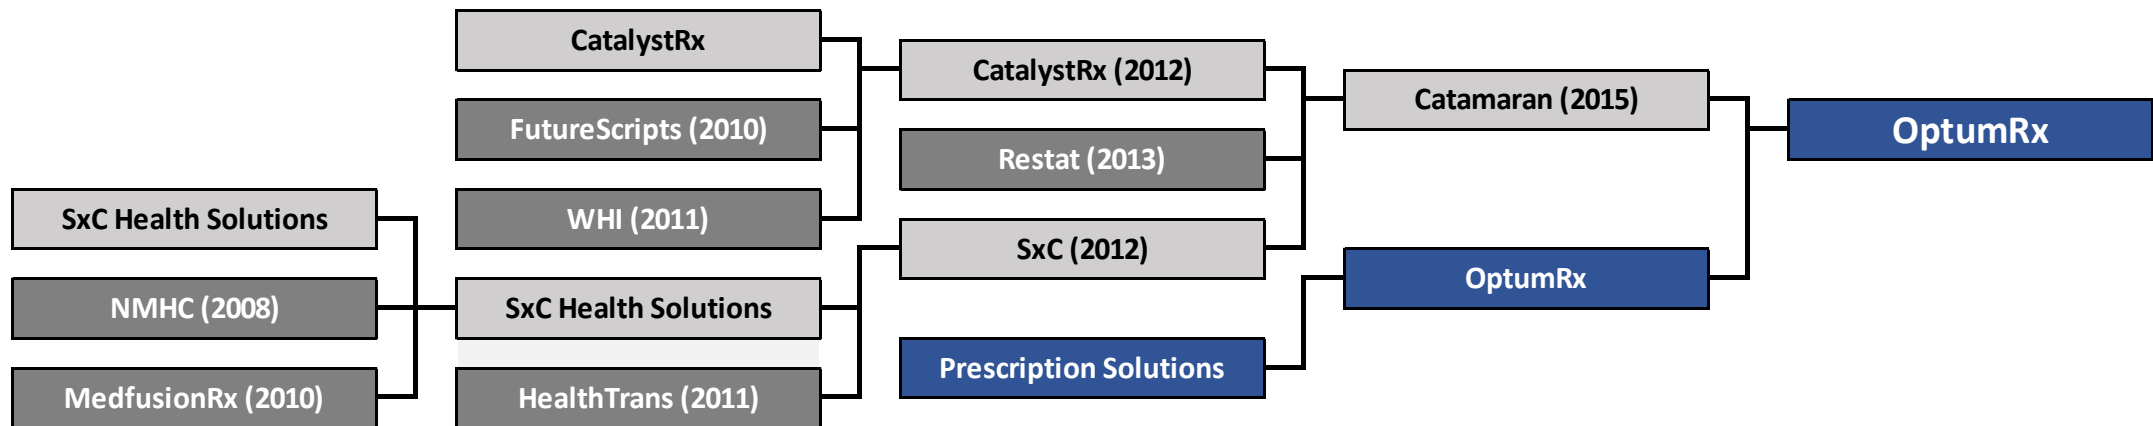 CatalystRx
FutureScripts (2010)
WHI (2011)
SxC Health Solutions
NMHC (2008)
MedfusionRx (2010)
SxC Health Solutions
HealthTrans (2011)
CatalystRx (2012)
Restat (2013)
SxC (2012)
Prescription Solutions
Catamaran (2015)
OptumRx
OptumRx